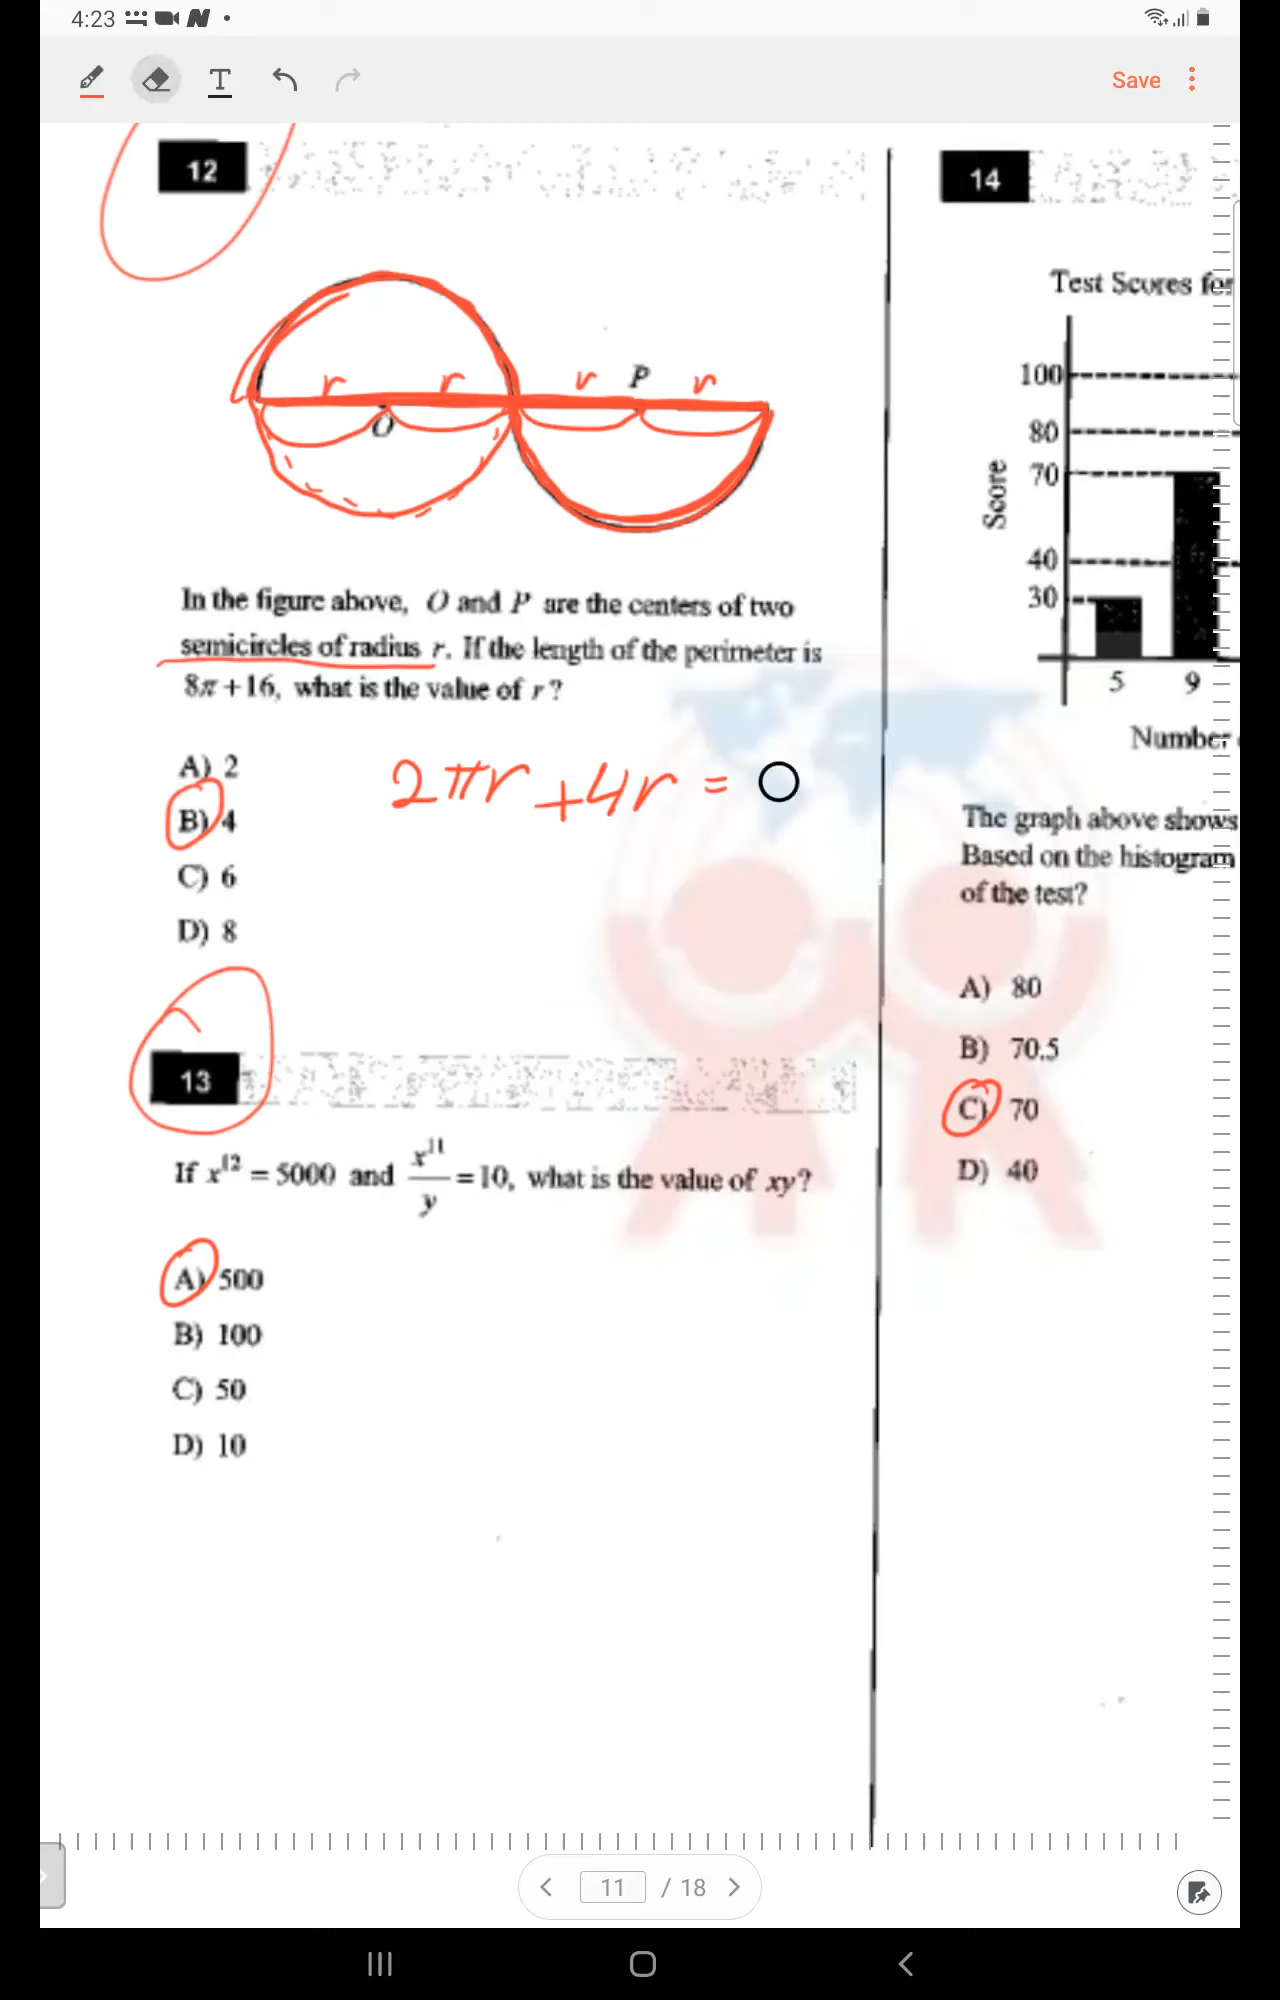 4:23
T
Save
12
r r r P r
O
In the figure above, O and P are the centers of two
semicircles of radius r. If the length of the perimeter is
8π + 16, what is the value of r?
2πr + 4r =
A) 2
B) 4
C) 6
D) 8
13
If x¹² = 5000 and x¹¹/y = 10, what is the value of xy?
A) 500
B) 100
C) 50
D) 10
14
Test Scores for
100
80
70
40
30
Score
5 9
Number
The graph above shows
Based on the histogram
of the test?
A) 80
B) 70.5
C) 70
D) 40
11 / 18